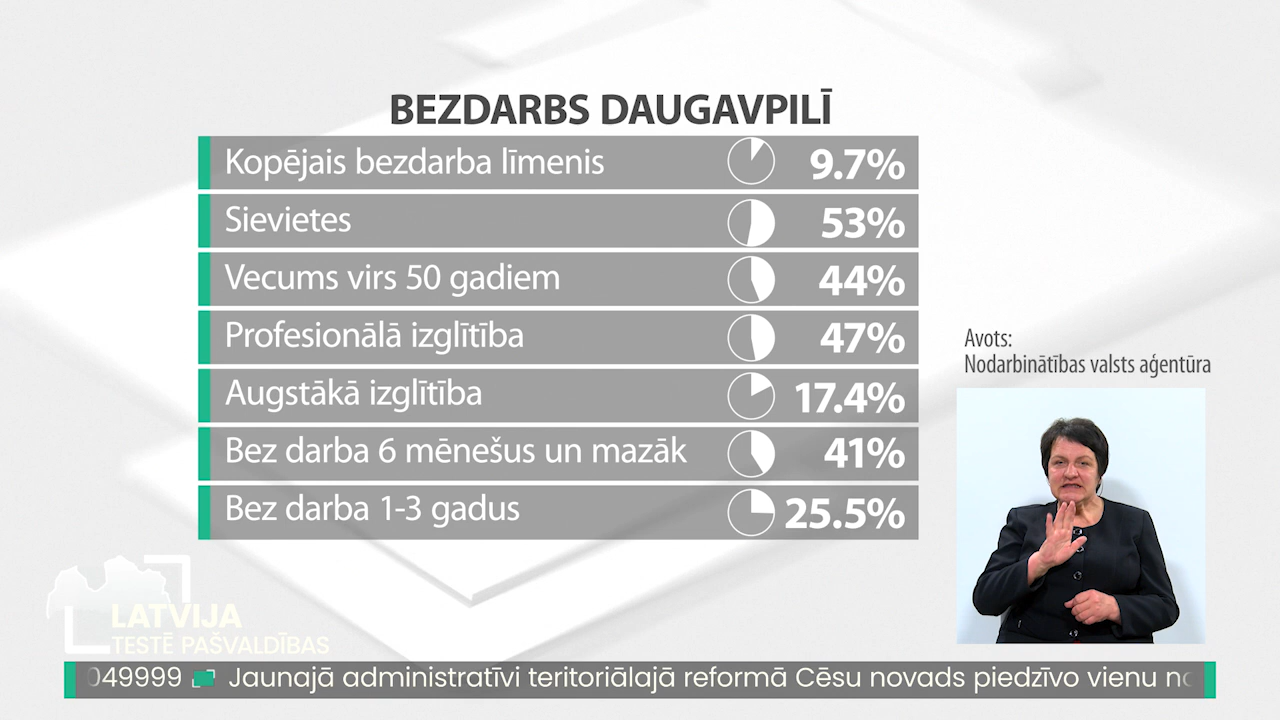 BEZDARBS DAUGAVPILĪ
Kopējais bezdarba līmenis 9.7%
Sievietes 53%
Vecums virs 50 gadiem 44%
Profesionālā izglītība 47%
Augstākā izglītība 17.4%
Bez darba 6 mēnešus un mazāk 41%
Bez darba 1-3 gadus 25.5%
Avots:
Nodarbinātības valsts aģentūra
LATVIJA
TESTĒ PAŠVALDĪBAS
049999 Jaunajā administratīvi teritoriālajā reformā Cēsu novads piedzīvo vienu